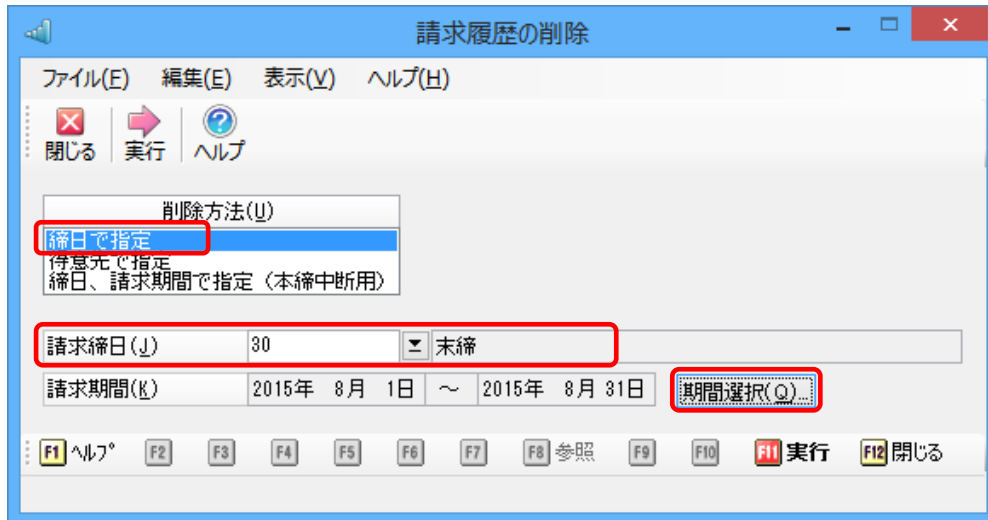 請求履歴の削除
ファイル(F) 編集(E) 表示(V) ヘルプ(H)
閉じる 実行 ヘルプ
削除方法(U)
締日で指定
得意先で指定
締日、請求期間で指定（本締中断用）
請求締日(J) 30 末締
請求期間(K) 2015年 8月 1日 ～ 2015年 8月 31日 期間選択(Q)...
F1 ヘルプ F2 F3 F4 F5 F6 F7 F8 参照 F9 F10 F11 実行 F12 閉じる